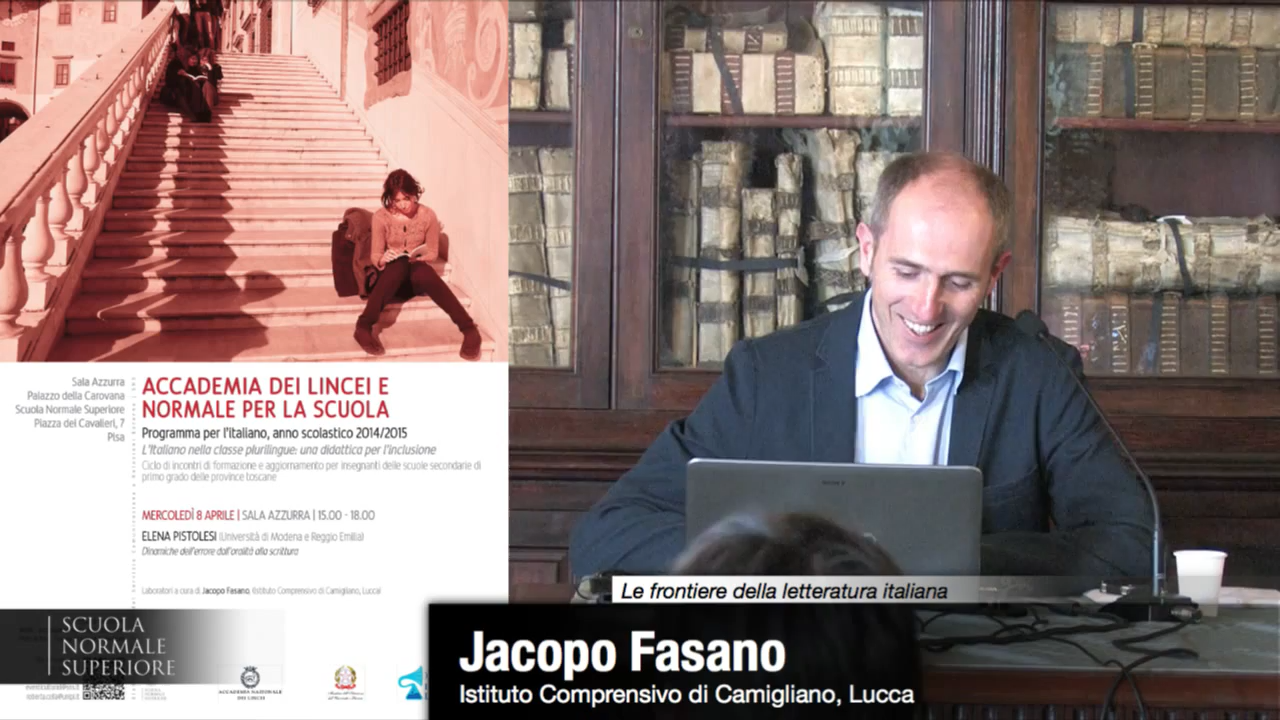 Sala Azzurra
Palazzo della Carovana
Scuola Normale Superiore
Piazza dei Cavalieri, 7
Pisa
ACCADEMIA DEI LINCEI E
NORMALE PER LA SCUOLA
Programma per l'italiano, anno scolastico 2014/2015
L'Italiano nella classe plurilingue: una didattica per l'inclusione
Ciclo di incontri di formazione e aggiornamento per insegnanti delle scuole secondarie di
primo grado delle province toscane
MERCOLEDÌ 8 APRILE | SALA AZZURRA | 15.00 - 18.00
ELENA PISTOLESI (Università di Modena e Reggio Emilia)
Dinamiche dell'errore dall'oralità alla scrittura
Laboratori a cura di Jacopo Fasano, (Istituto Comprensivo di Camigliano, Lucca)
SCUOLA
NORMALE
SUPERIORE
ACCADEMIA NAZIONALE
DEI LINCEI
SONY
Le frontiere della letteratura italiana
Jacopo Fasano
Istituto Comprensivo di Camigliano, Lucca